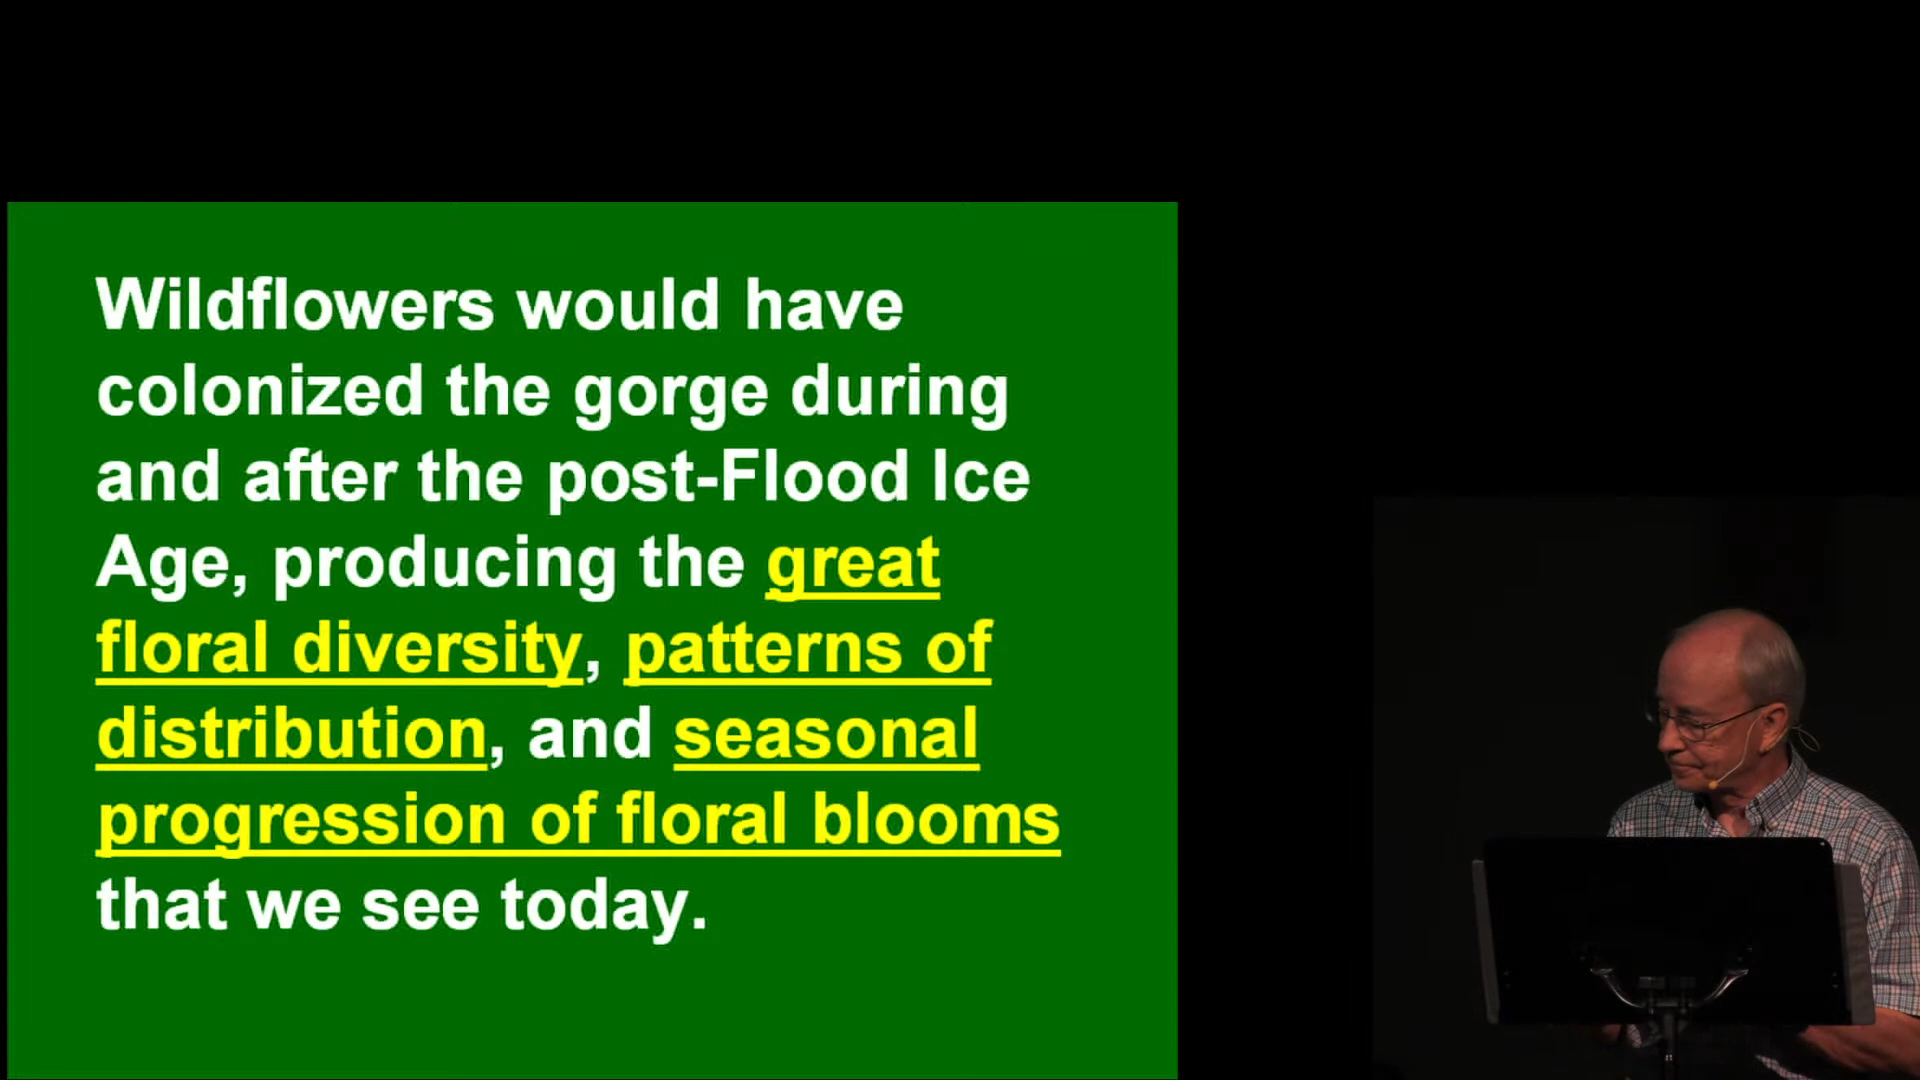 Wildflowers would have
colonized the gorge during
and after the post-Flood Ice
Age, producing the great
floral diversity, patterns of
distribution, and seasonal
progression of floral blooms
that we see today.